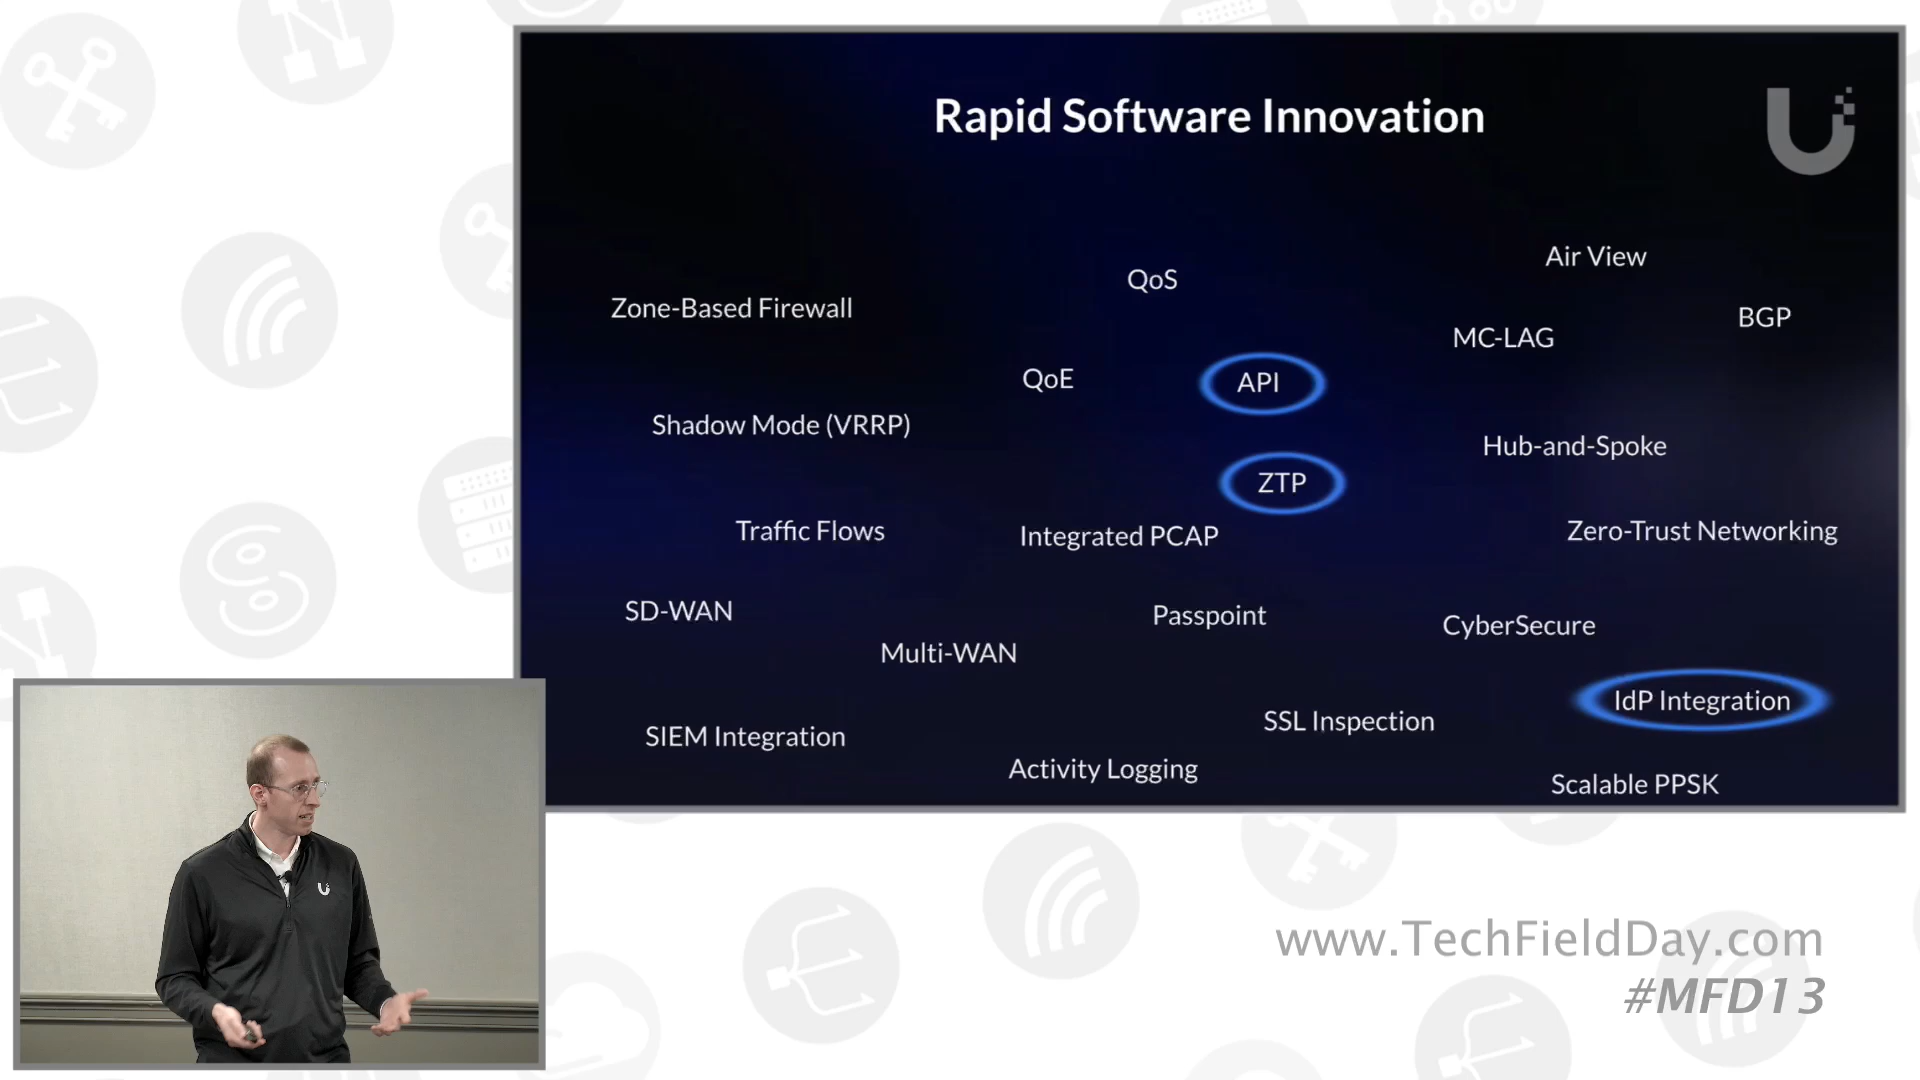 Rapid Software Innovation
Air View
QoS
Zone-Based Firewall
BGP
MC-LAG
QoE
API
Shadow Mode (VRRP)
Hub-and-Spoke
ZTP
Traffic Flows
Integrated PCAP
Zero-Trust Networking
SD-WAN
Passpoint
CyberSecure
Multi-WAN
IdP Integration
SSL Inspection
SIEM Integration
Activity Logging
Scalable PPSK
www.TechFieldDay.com
#MFD13